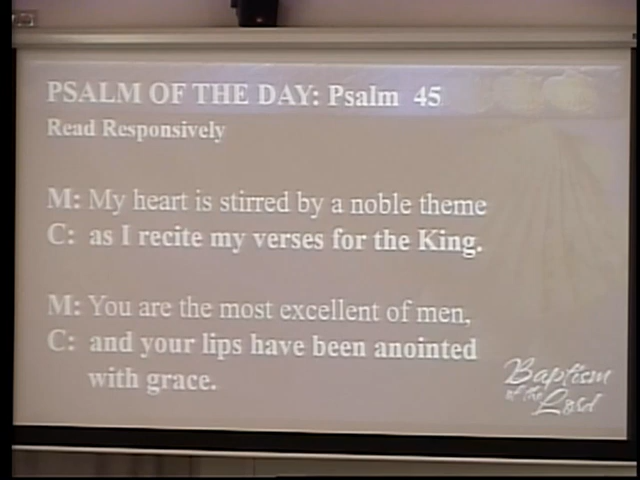 PSALM OF THE DAY: Psalm 45
Read Responsively
M: My heart is stirred by a noble theme
C: as I recite my verses for the King.
M: You are the most excellent of men,
C: and your lips have been anointed
with grace.
Baptism
of the
Lord